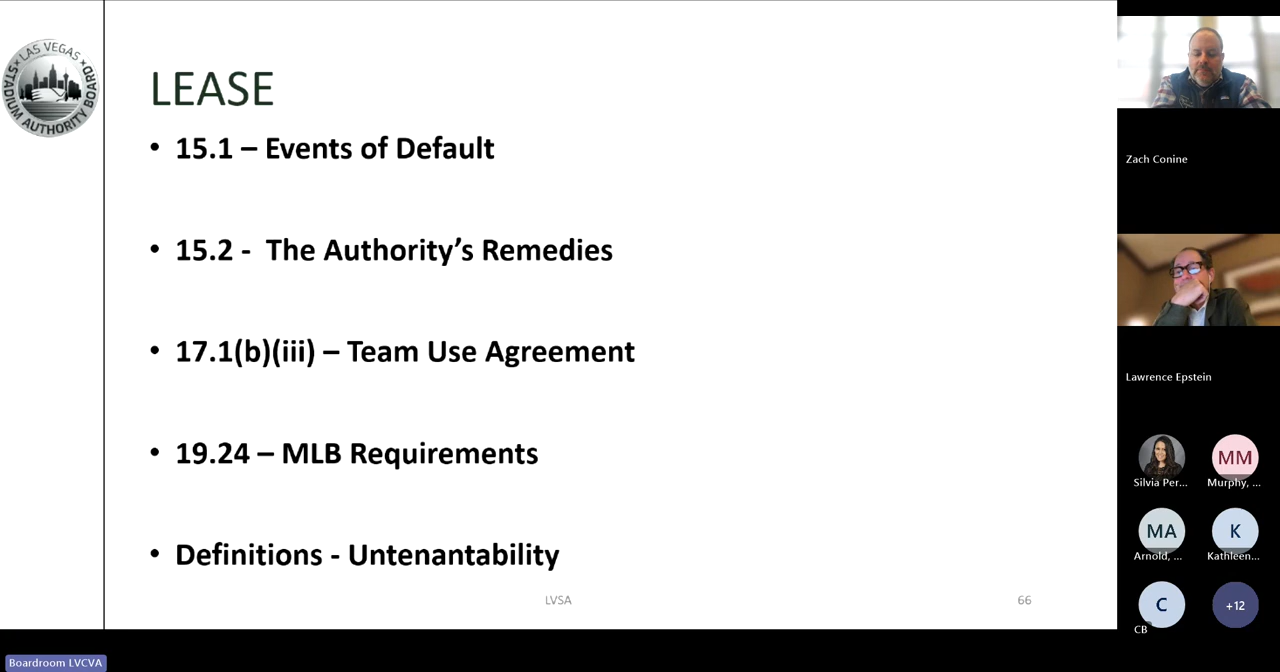 LAS VEGAS
STADIUM AUTHORITY BOARD
LEASE
• 15.1 – Events of Default
• 15.2 -  The Authority’s Remedies
• 17.1(b)(iii) – Team Use Agreement
• 19.24 – MLB Requirements
• Definitions - Untenantability
LVSA
66
Zach Conine
Lawrence Epstein
Silvia Per...
MM
Murphy, ...
MA
Arnold, ...
K
Kathleen...
C
CB
+12
Boardroom LVCVA